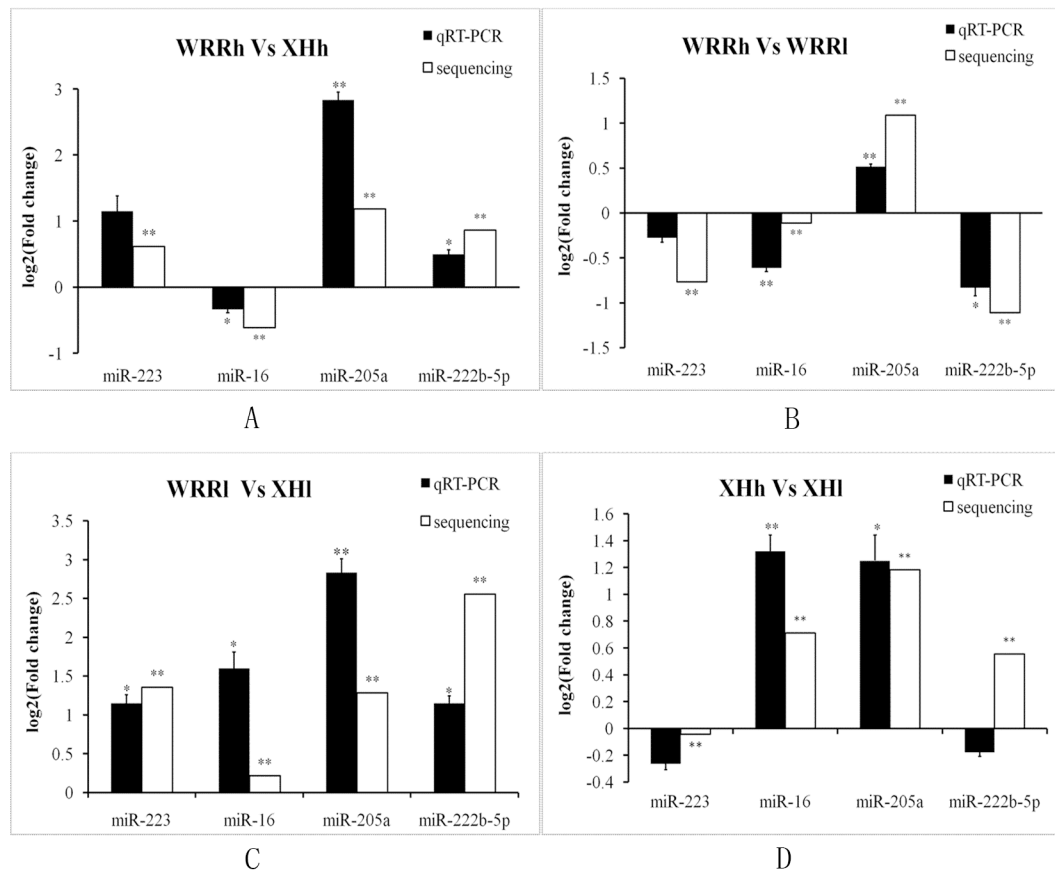 WRRh Vs XHh
qRT-PCR
sequencing
log2(Fold change)
3
2
1
0
-1
**
**
*
**
**
**
*
**
miR-223 miR-16 miR-205a miR-222b-5p
A
WRRh Vs WRRl
qRT-PCR
sequencing
log2(Fold change)
1.5
1
0.5
0
-0.5
-1
-1.5
**
**
**
**
**
*
**
miR-223 miR-16 miR-205a miR-222b-5p
B
WRRl Vs XHl
qRT-PCR
sequencing
log2(Fold change)
3.5
3
2.5
2
1.5
1
0.5
0
*
**
*
**
**
**
*
**
miR-223 miR-16 miR-205a miR-222b-5p
C
XHh Vs XHl
qRT-PCR
sequencing
log2(Fold change)
1.6
1.4
1.2
1
0.8
0.6
0.4
0.2
0
-0.2
-0.4
**
**
**
*
**
**
miR-223 miR-16 miR-205a miR-222b-5p
D